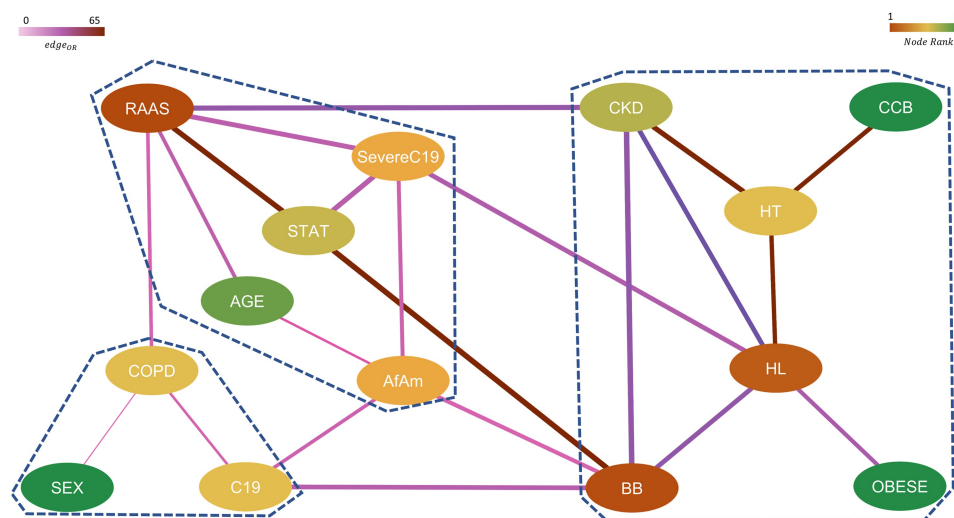 0 65
edge_OR
1
Node Rank
RAAS
CKD
CCB
SevereC19
HT
STAT
AGE
COPD
AfAm
HL
SEX
C19
BB
OBESE